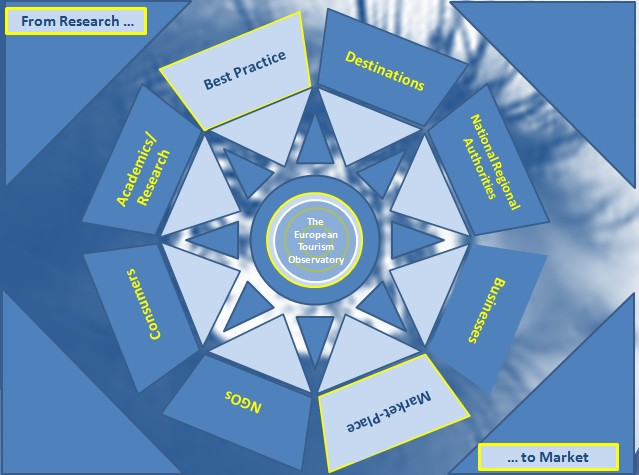 From Research ...
Best Practice
Destinations
National Regional
Authorities
Academics/
Research
The
European
Tourism
Observatory
Consumers
Businesses
NGOs
Market-Place
... to Market